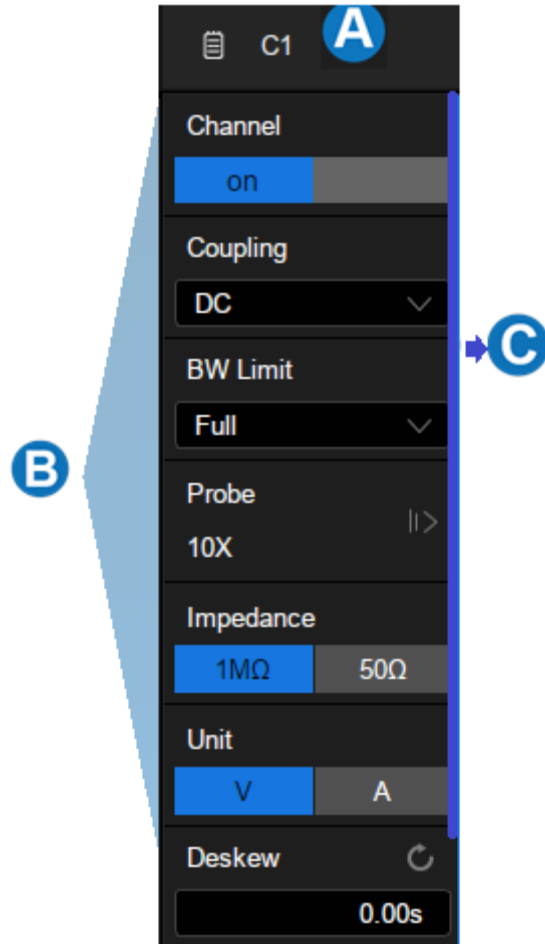 C1
A
Channel
on
Coupling
DC
BW Limit
C
Full
B
Probe
10X
Impedance
1MΩ 50Ω
Unit
V A
Deskew
0.00s